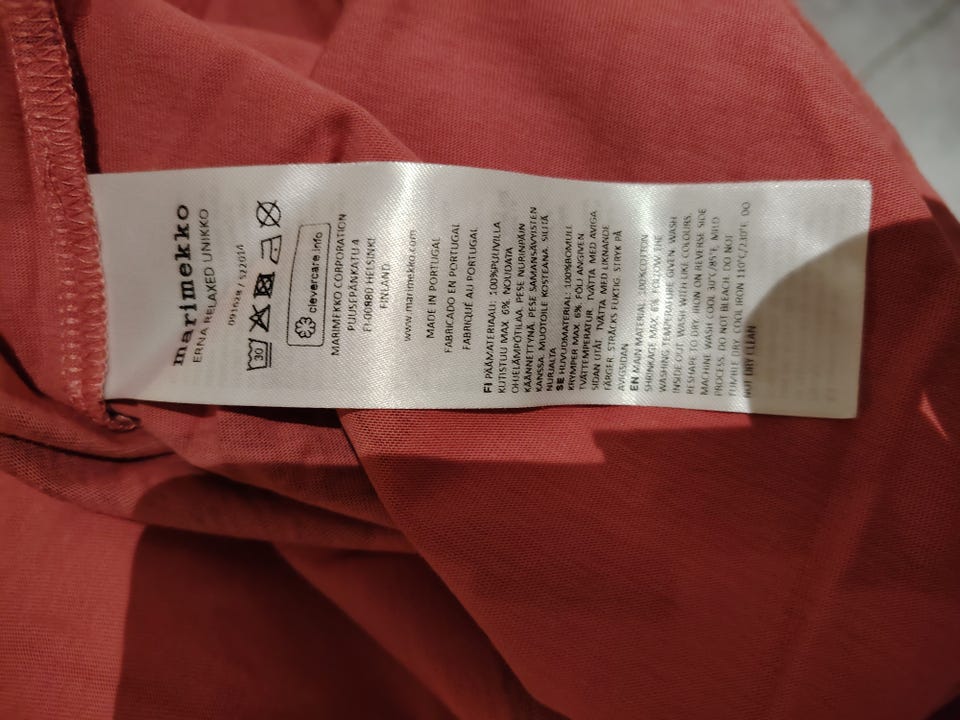 marimekko
ERNA RELAXED UNIKKO
30
clevercare.info
MARIMEKKO CORPORATION
PUUSEPÄNKATU 4
FI-00880 HELSINKI
FINLAND
www.marimekko.com
MADE IN PORTUGAL
FABRICADO EN PORTUGAL
FABRIQUÉ AU PORTUGAL
FI PÄÄMATERIAALI: 100%PUUVILLA
KUTISTUU MAX 6%. NOUDATA
OHJELÄMPÖTILAA. PESE NURINPÄIN
KÄÄNNETTYNÄ. PESE SAMANSÄVYISTEN
KANSSA. MUOTOILE KOSTEANA. SILITÄ
NURJALTA
SE HUVUDMATERIAL: 100%BOMULL
KRYMPER MAX. 6%. FÖLJ ANGIVEN
TVÄTTEMPERATUR. TVÄTTA MED AVIGA
SIDAN UTÅT. TVÄTTA MED LIKNANDE
FÄRGER. STRÄCKS FUKTIG. STRYK PÅ
AVIGSIDAN
EN MAIN MATERIAL: 100%COTTON
SHRINKAGE MAX. 6% FOLLOW THE
WASHING TEMPERATURE GIVEN. WASH
INSIDE OUT. WASH WITH LIKE COLOURS.
RESHAPE TO DRY. IRON ON REVERSE SIDE
MACHINE WASH COOL 30°C/85°F, MILD
PROCESS. DO NOT BLEACH. DO NOT
TUMBLE DRY. COOL IRON 110°C/230°F. DO
NOT DRY CLEAN